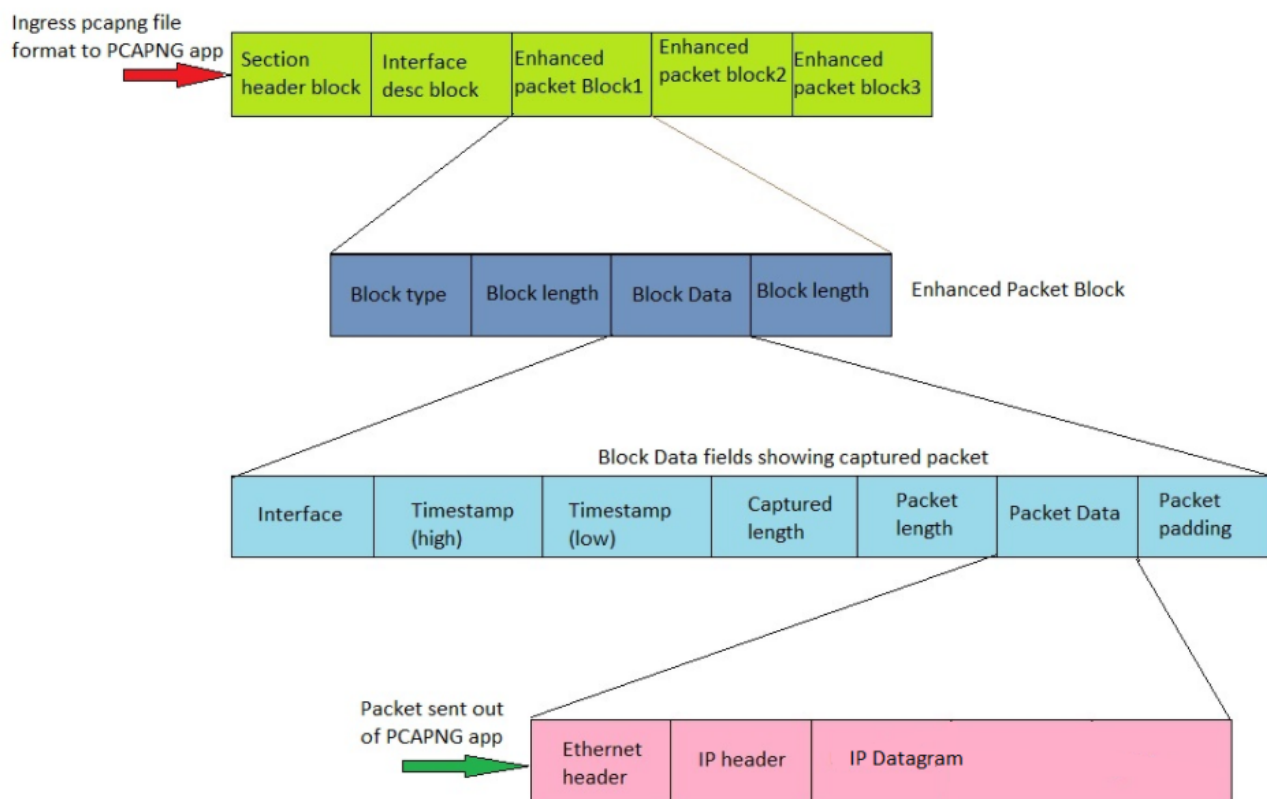 Ingress pcapng file
format to PCAPNG app
Section
header block
Interface
desc block
Enhanced
packet Block1
Enhanced
packet block2
Enhanced
packet block3
Block type
Block length
Block Data
Block length
Enhanced Packet Block
Block Data fields showing captured packet
Interface
Timestamp
(high)
Timestamp
(low)
Captured
length
Packet
length
Packet Data
Packet
padding
Packet sent out
of PCAPNG app
Ethernet
header
IP header
IP Datagram